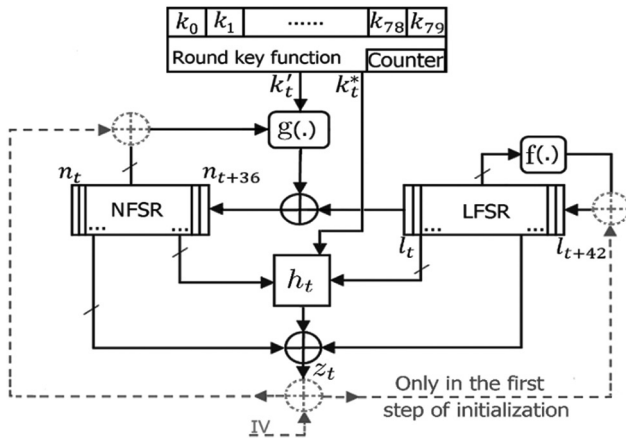 k₀ k₁ ...... k₇₈ k₇₉
Round key function Counter
k′ₜ k*ₜ
g(.) f(.)
nₜ nₜ₊₃₆
NFSR LFSR
... ... ... ...
lₜ lₜ₊₄₂
hₜ
zₜ
Only in the first
step of initialization
IV